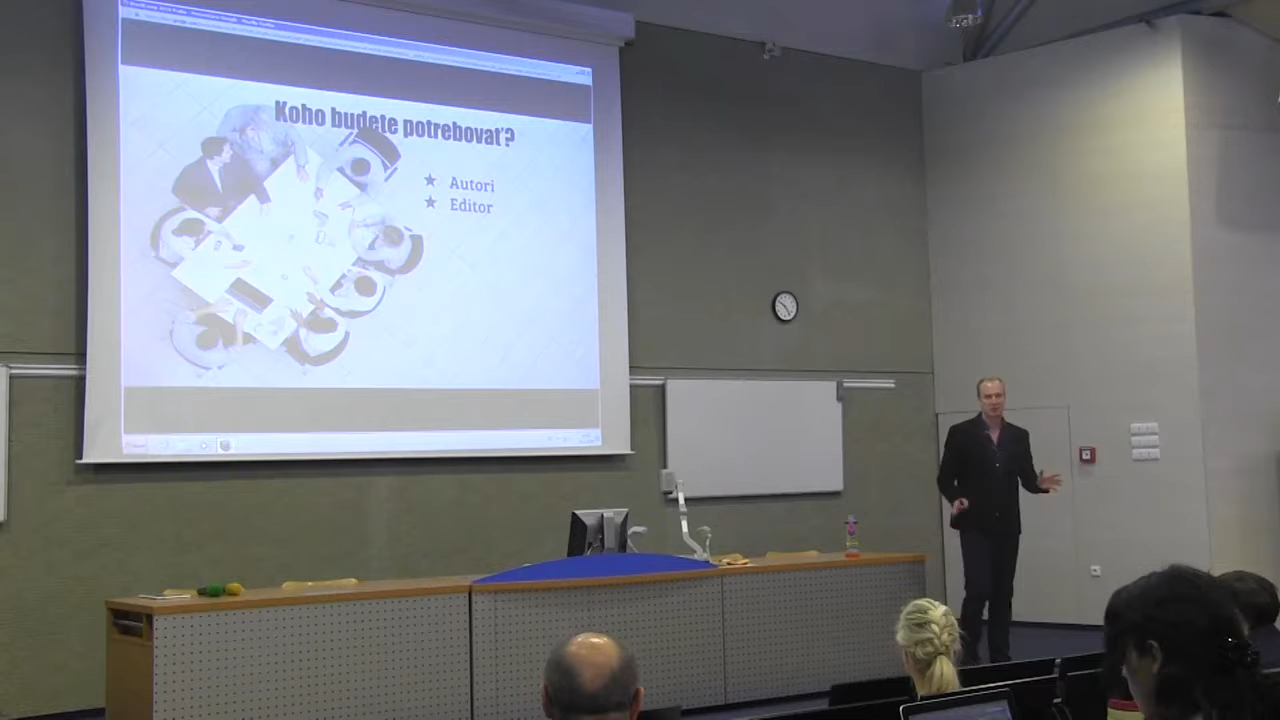 Koho budete potrebovať?
★ Autori
★ Editor